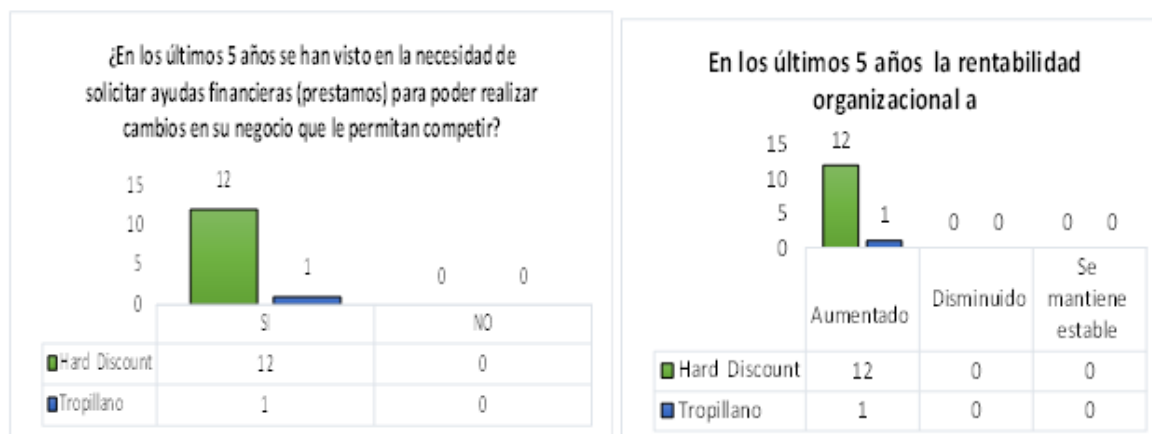 ¿En los últimos 5 años se han visto en la necesidad de
solicitar ayudas financieras (prestamos) para poder realizar
cambios en su negocio que le permitan competir?
15
10
5
0
12
1
0
0
SI
NO
Hard Discount
12
0
Tropillano
1
0
En los últimos 5 años la rentabilidad
organizacional a
15
10
5
0
12
1
0
0
0
0
Aumentado
Disminuido
Se
mantiene
estable
Hard Discount
12
0
0
Tropillano
1
0
0